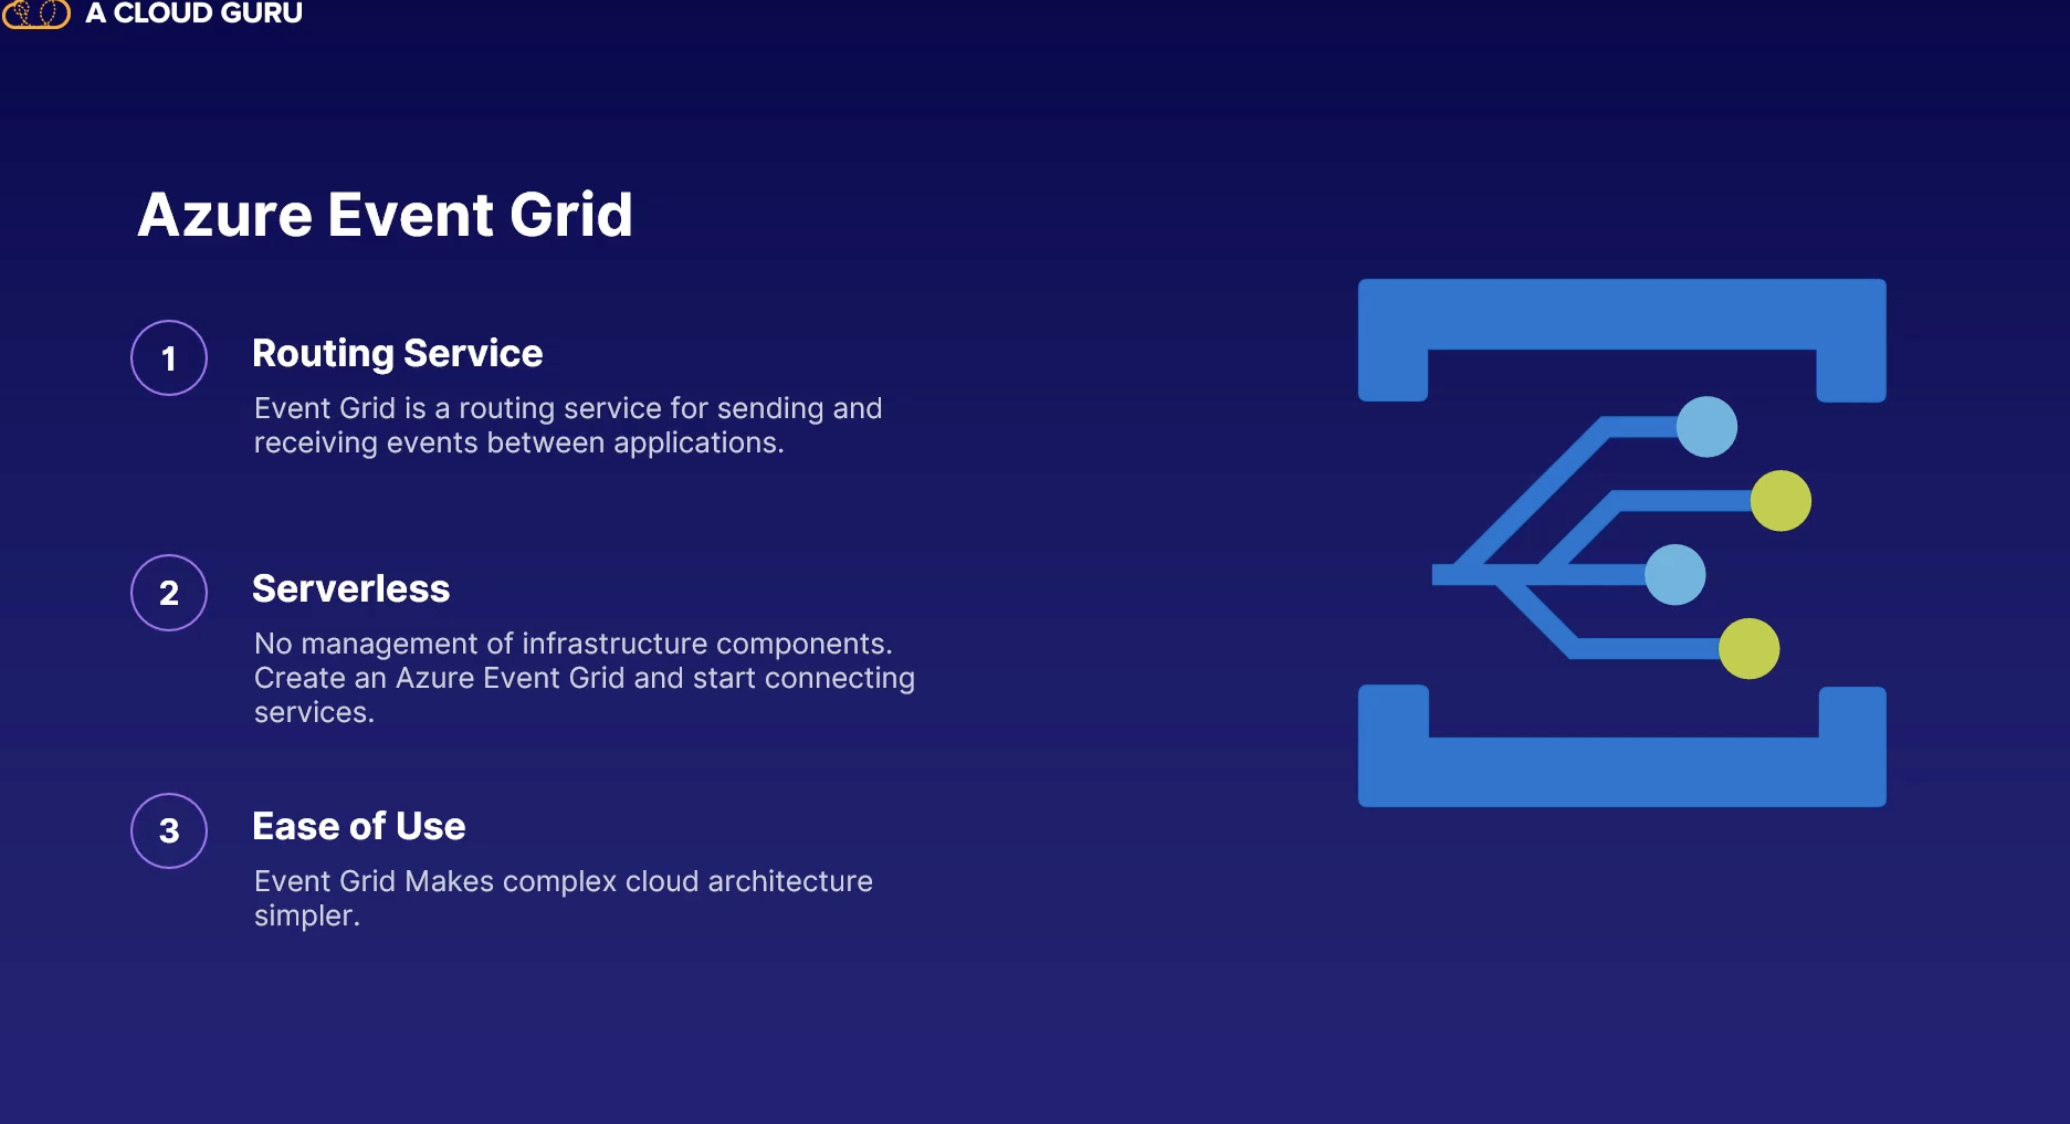 A CLOUD GURU
Azure Event Grid
1
Routing Service
Event Grid is a routing service for sending and
receiving events between applications.
2
Serverless
No management of infrastructure components.
Create an Azure Event Grid and start connecting
services.
3
Ease of Use
Event Grid Makes complex cloud architecture
simpler.